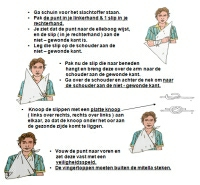 Ga schuin voor het slachtoffer staan.
Pak de punt in je linkerhand & 1 slip in je
rechterhand.
Je ziet dat de punt naar de elleboog wijst,
en de slip ( in je rechterhand ) aan de
niet – gewonde kant is.
Leg die slip op de schouder aan de
niet – gewonde kant.
Pak nu de slip die naar beneden
hangt en breng deze over de arm naar de
schouder aan de gewonde kant.
Ga over de schouder en achter de nek om naar
de schouder aan de niet - gewonde kant.
Knoop de slippen met een platte knoop
( links over rechts, rechts over links ) aan
elkaar, zo dat de knoop onder het oor aan
de gezonde zijde komt te liggen.
Vouw de punt naar voren en
zet deze vast met een
veiligheidsspeld.
De vingertoppen moeten buiten de mitella steken.